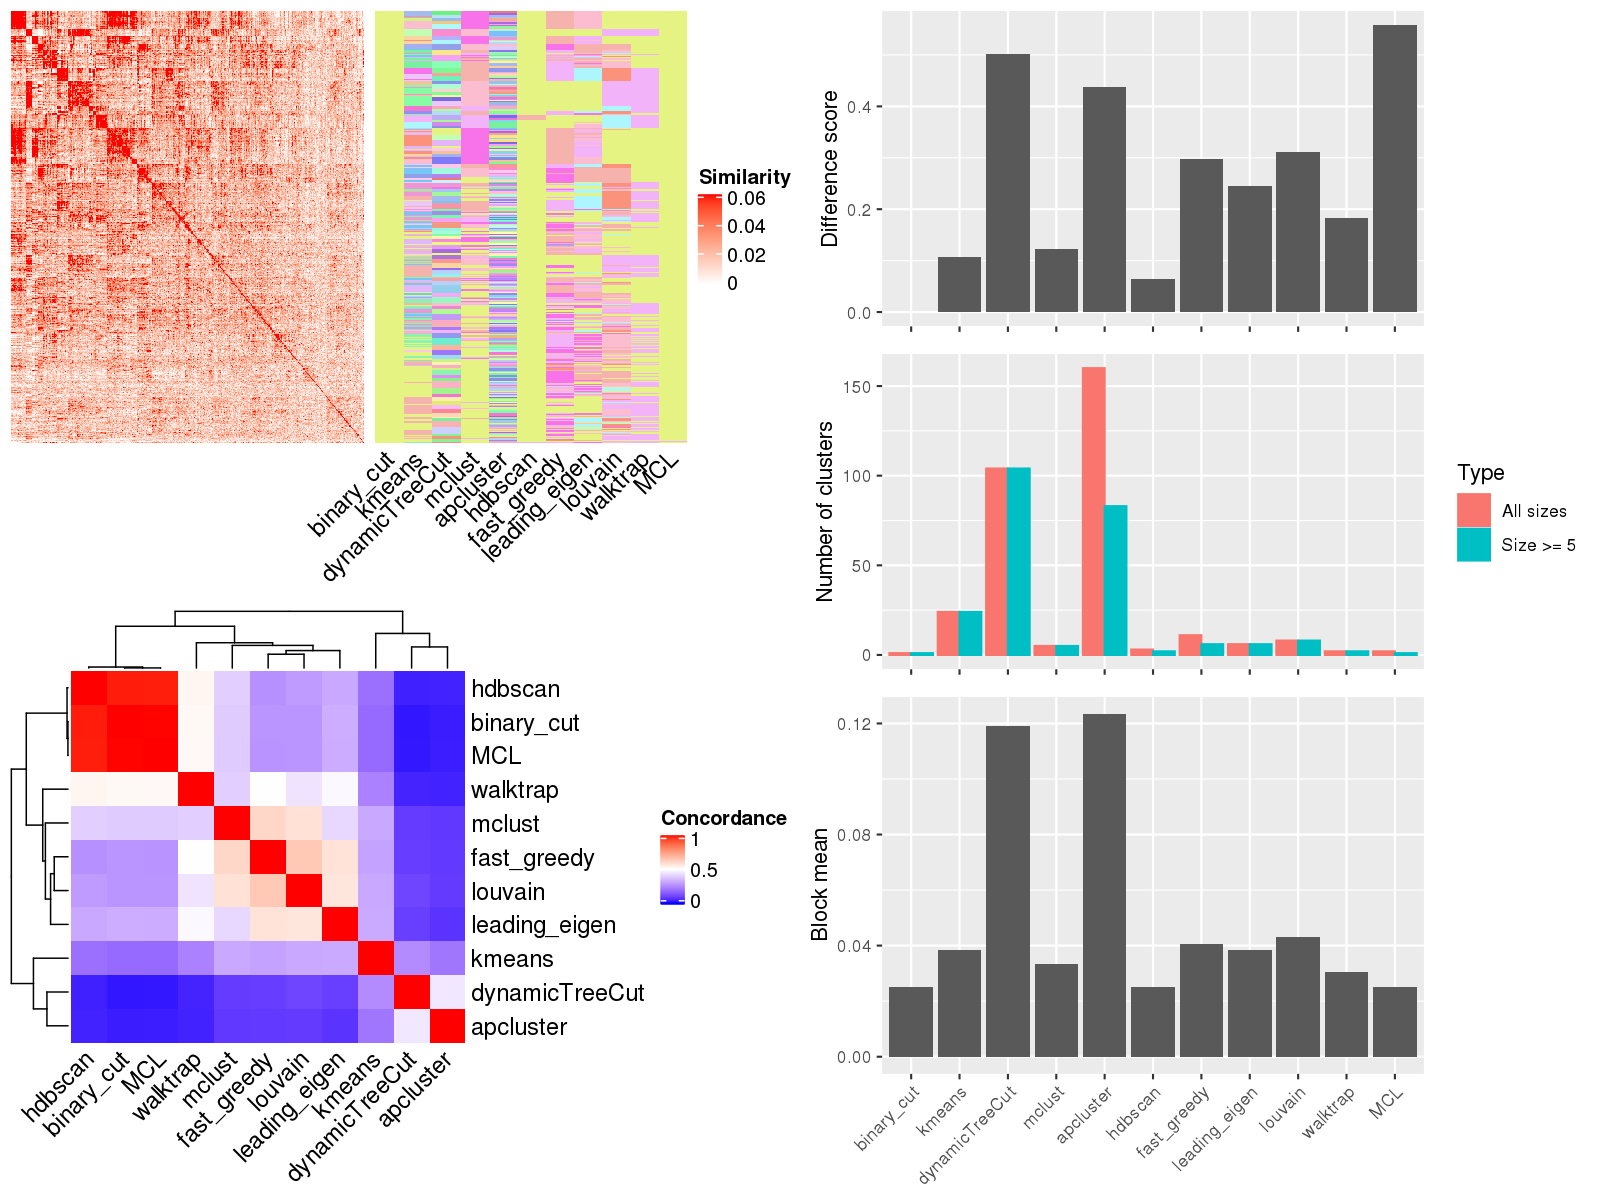 Similarity
0.06
0.04
0.02
0
binary_cut
kmeans
dynamicTreeCut
mclust
apcluster
hdbscan
fast_greedy
leading_eigen
louvain
walktrap
MCL
hdbscan
binary_cut
MCL
walktrap
mclust
fast_greedy
louvain
leading_eigen
kmeans
dynamicTreeCut
apcluster
hdbscan
binary_cut
MCL
walktrap
mclust
fast_greedy
louvain
leading_eigen
kmeans
dynamicTreeCut
apcluster
Concordance
1
0.5
0
Difference score
0.4
0.2
0.0
Number of clusters
150
100
50
0
Type
All sizes
Size >= 5
Block mean
0.12
0.08
0.04
0.00
binary_cut
kmeans
dynamicTreeCut
mclust
apcluster
hdbscan
fast_greedy
leading_eigen
louvain
walktrap
MCL